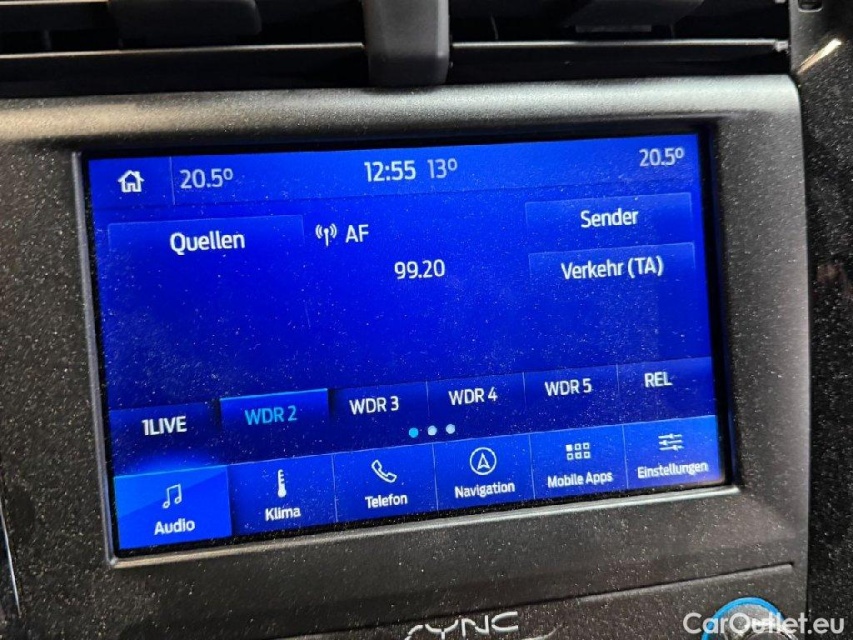 20.5° 12:55 13° 20.5°
Quellen AF Sender
99.20 Verkehr (TA)
1LIVE WDR 2 WDR 3 WDR 4 WDR 5 REL
Audio Klima Telefon Navigation Mobile Apps Einstellungen
SYNC
CarOutlet.eu